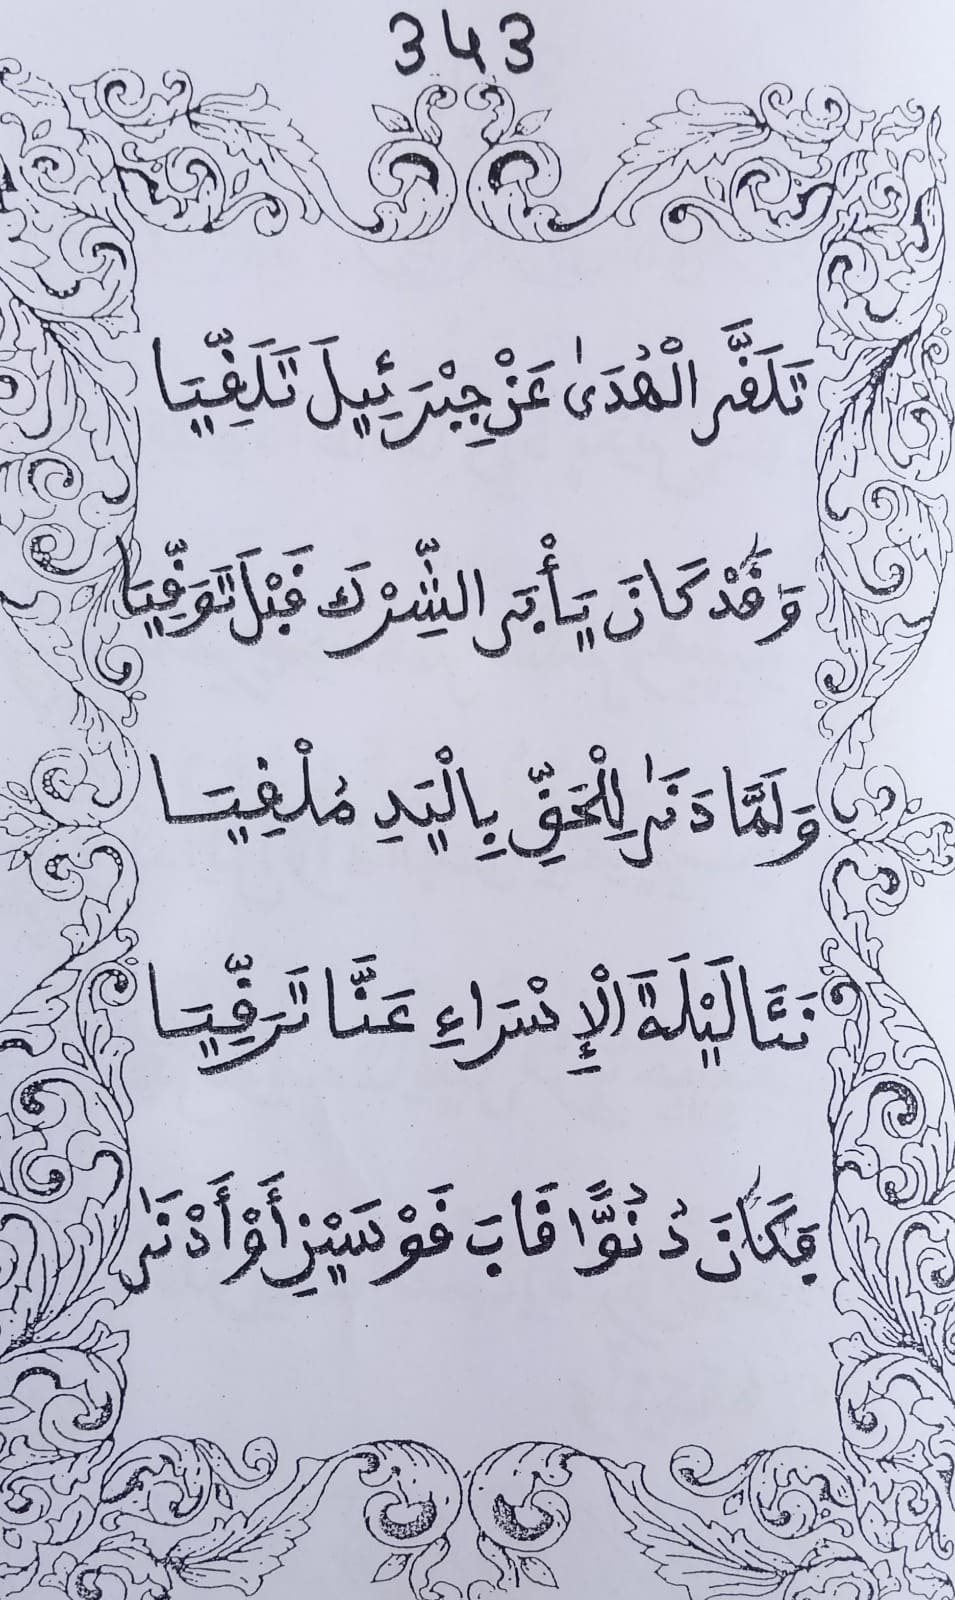 343
تَلَقَّى الْهُدَىٰ عَنْ جِبْرَئِيلَ تَلَقِّيَا
وَقَدْ كَانَ يَأْبَى الشِّرْكَ قَبْلَ تَوَقِّيَا
وَلَمَّا دَنَىٰ لِلْحَقِّ بِالْيَدِ مُلْقِيَا
نَئَا لَيْلَةَ الْإِسْرَاءِ عَنَّا تَرَقِّيَا
فَكَانَ دُنُوًّا قَابَ قَوْسَيْنِ أَوْ أَدْنَىٰ